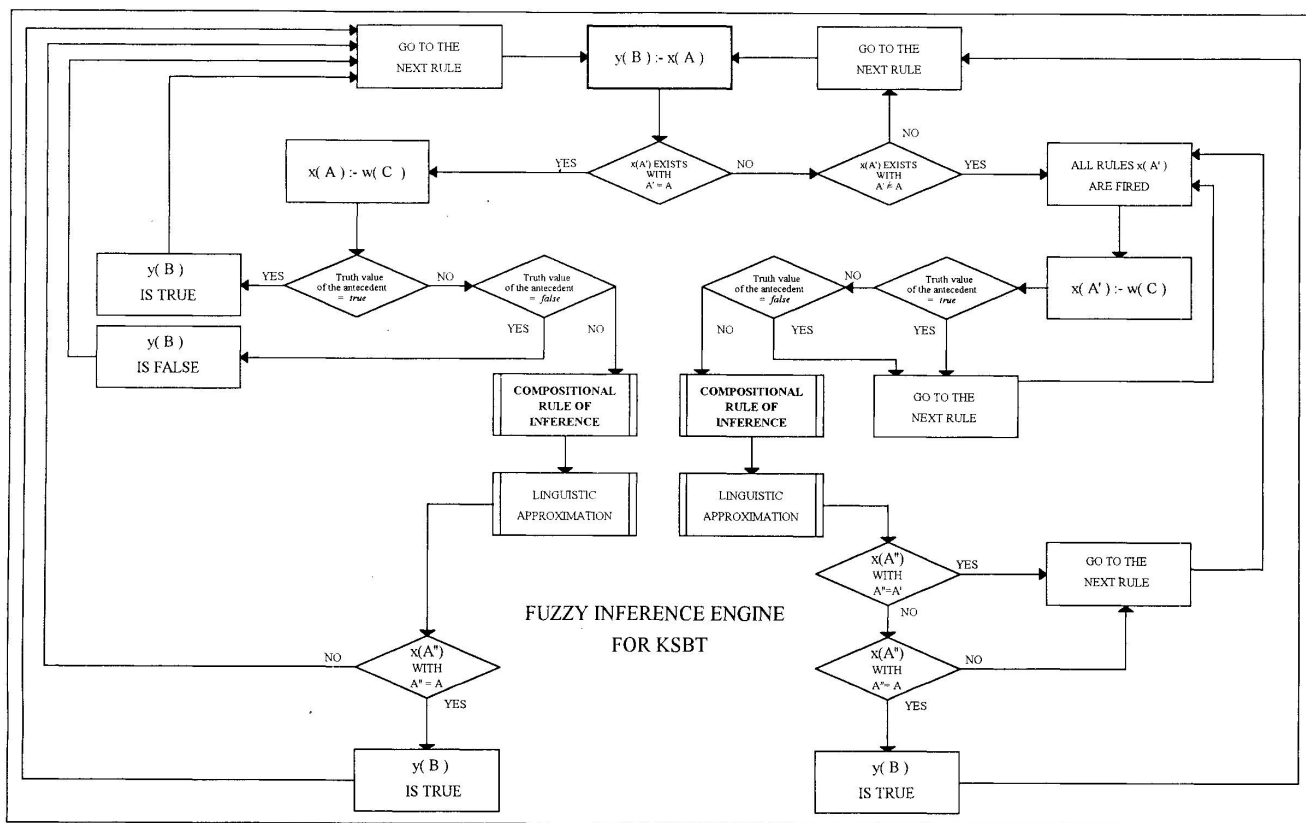 GO TO THE
NEXT RULE
y( B ) :- x( A )
GO TO THE
NEXT RULE
NO
x( A ) :- w( C )
YES
x(A') EXISTS
WITH
A' = A
NO
x(A') EXISTS
WITH
A' ≠ A
YES
ALL RULES x( A' )
ARE FIRED
y( B )
IS TRUE
YES
Truth value
of the antecedent
= true
NO
Truth value
of the antecedent
= false
Truth value
of the antecedent
= false
NO
Truth value
of the antecedent
= true
x( A' ) :- w( C )
YES
NO
NO
YES
YES
y( B )
IS FALSE
COMPOSITIONAL
RULE OF
INFERENCE
COMPOSITIONAL
RULE OF
INFERENCE
GO TO THE
NEXT RULE
LINGUISTIC
APPROXIMATION
LINGUISTIC
APPROXIMATION
x(A")
WITH
A"=A'
YES
GO TO THE
NEXT RULE
NO
FUZZY INFERENCE ENGINE
FOR KSBT
NO
x(A")
WITH
A" = A
YES
x(A")
WITH
A"= A
NO
YES
y( B )
IS TRUE
y( B )
IS TRUE